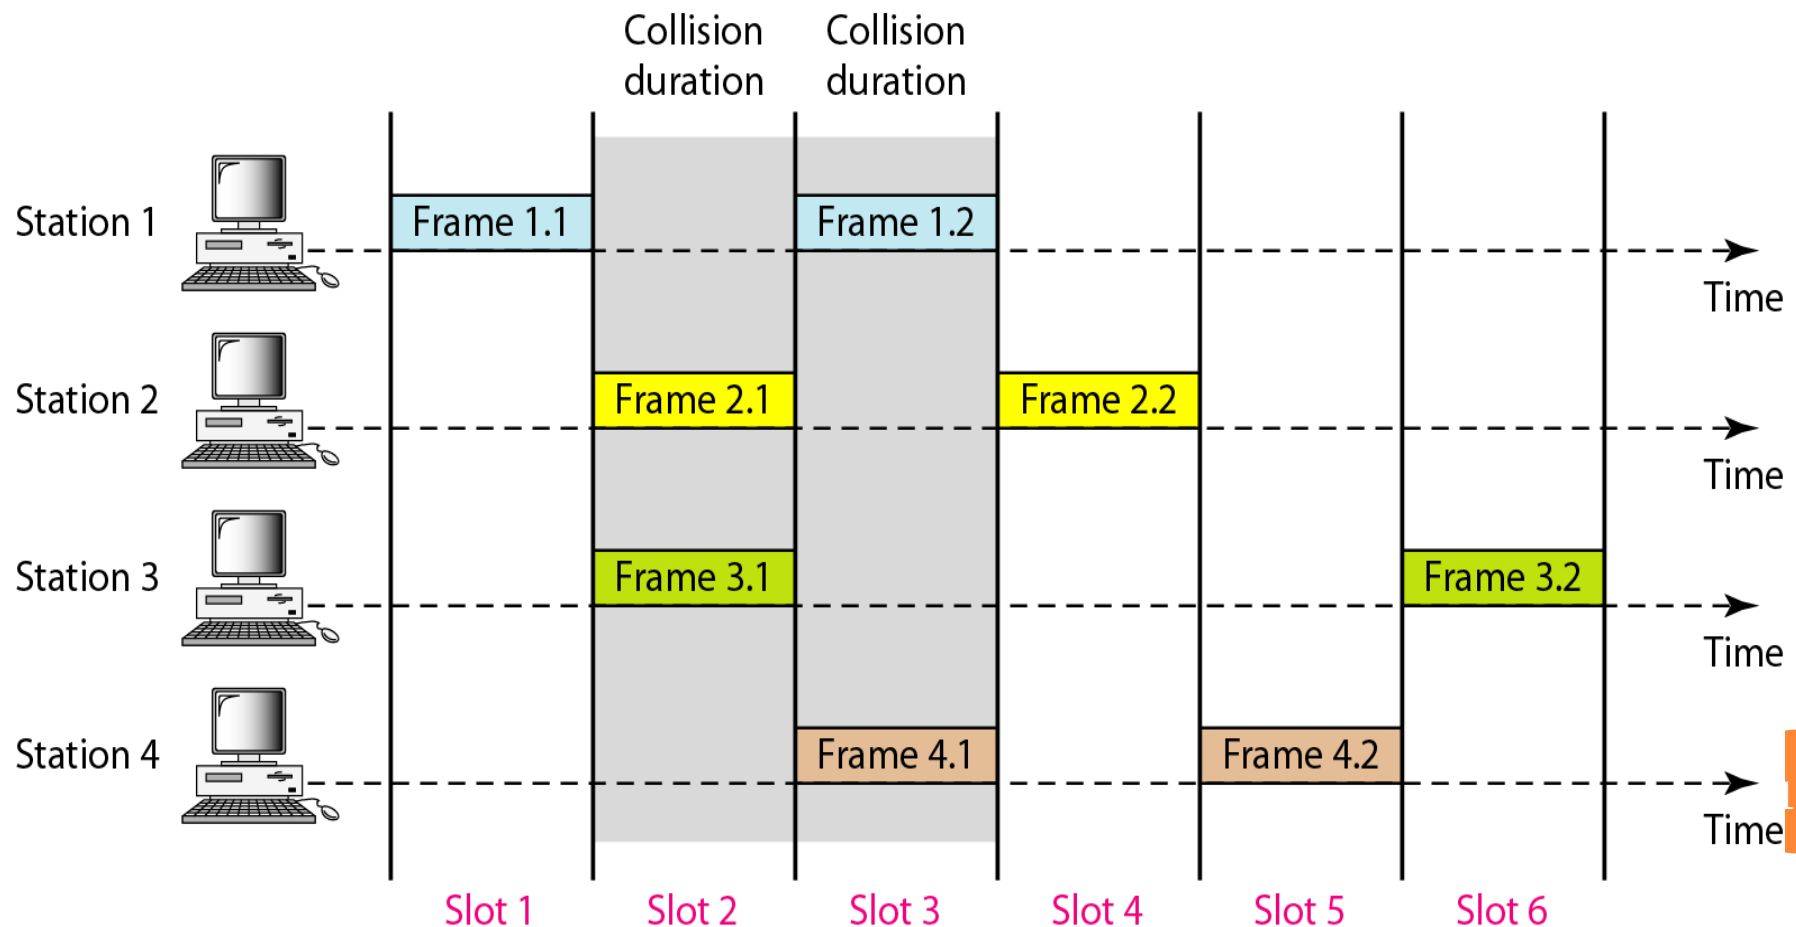 Collision
duration
Collision
duration
Station 1
Frame 1.1
Frame 1.2
Time
Station 2
Frame 2.1
Frame 2.2
Time
Station 3
Frame 3.1
Frame 3.2
Time
Station 4
Frame 4.1
Frame 4.2
Time
Slot 1
Slot 2
Slot 3
Slot 4
Slot 5
Slot 6